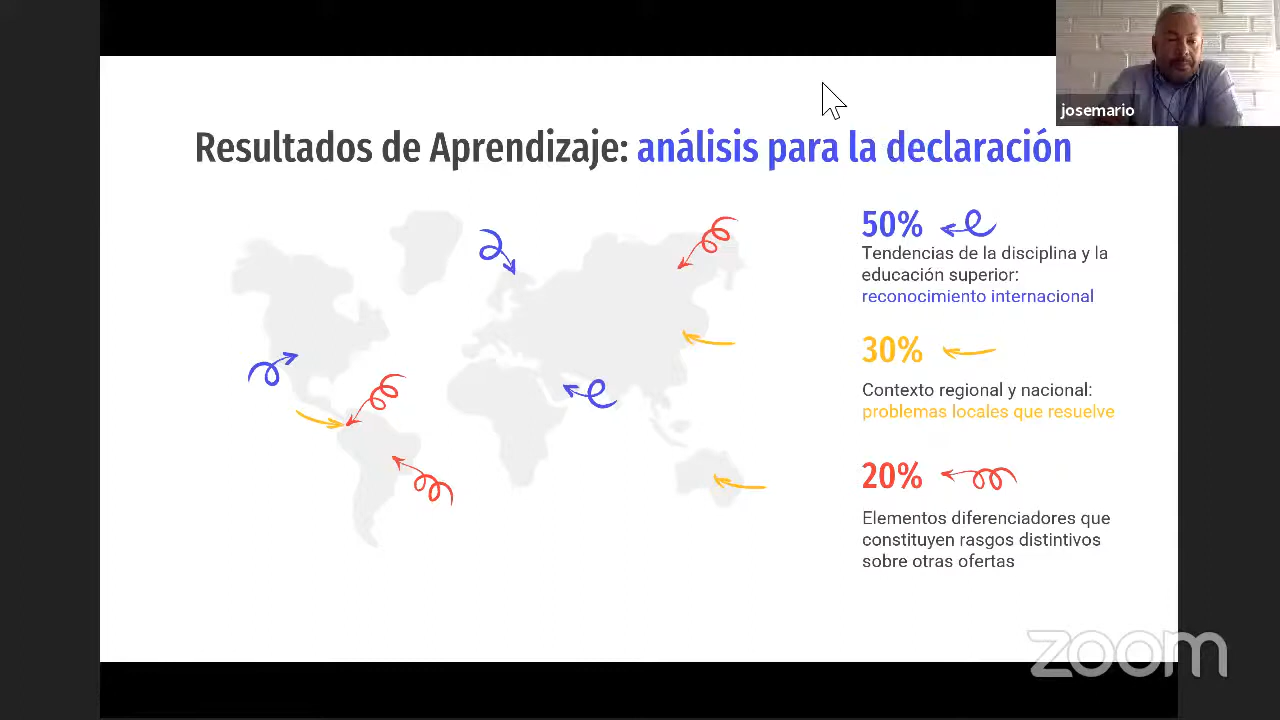 josemario
Resultados de Aprendizaje: análisis para la declaración
50%
Tendencias de la disciplina y la
educación superior:
reconocimiento internacional
30%
Contexto regional y nacional:
problemas locales que resuelve
20%
Elementos diferenciadores que
constituyen rasgos distintivos
sobre otras ofertas
zoom